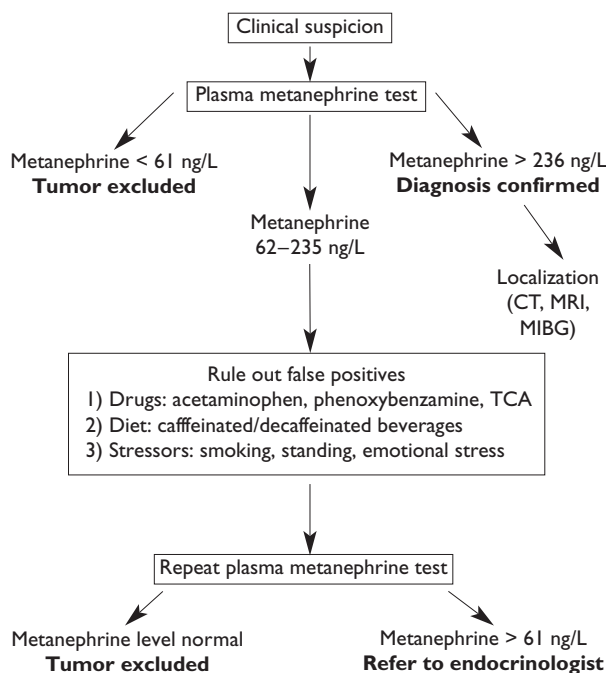 Clinical suspicion
Plasma metanephrine test
Metanephrine < 61 ng/L
Tumor excluded
Metanephrine > 236 ng/L
Diagnosis confirmed
Metanephrine
62–235 ng/L
Localization
(CT, MRI,
MIBG)
Rule out false positives
1) Drugs: acetaminophen, phenoxybenzamine, TCA
2) Diet: cafffeinated/decaffeinated beverages
3) Stressors: smoking, standing, emotional stress
Repeat plasma metanephrine test
Metanephrine level normal
Tumor excluded
Metanephrine > 61 ng/L
Refer to endocrinologist